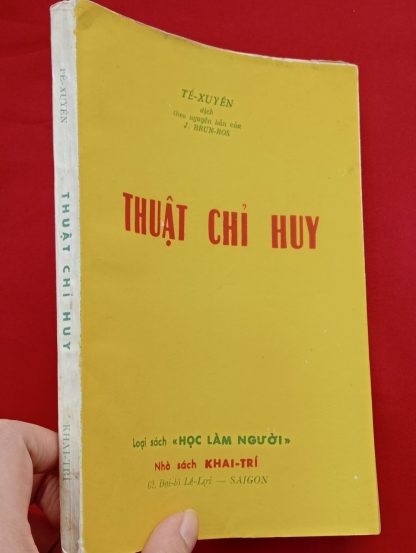 TẾ-XUYÊN
dịch
theo nguyên bản của
J. BRUN-ROS
THUẬT CHỈ HUY
Loại sách «HỌC LÀM NGƯỜI»
Nhà sách KHAI-TRÍ
62, Đại-lộ Lê-Lợi — SAIGON
TẾ-XUYÊN
THUẬT CHỈ HUY
KHAI-TRÍ